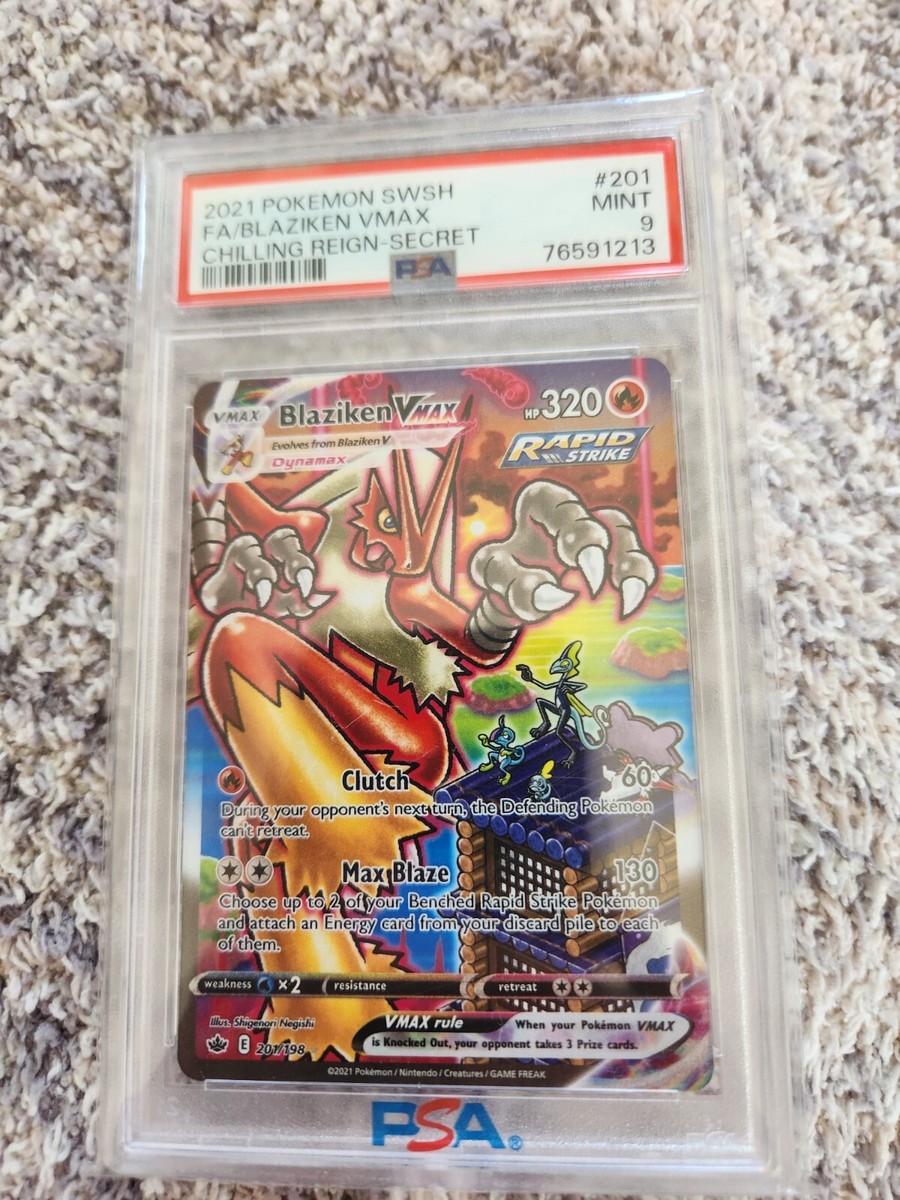 2021 POKEMON SWSH #201
FA/BLAZIKEN VMAX MINT
CHILLING REIGN-SECRET 9
76591213
PSA
VMAX Blaziken VMAX HP 320
Evolves from Blaziken V
Dynamax
RAPID
STRIKE
Clutch 60
During your opponent's next turn, the Defending Pokémon
can't retreat.
Max Blaze 130
Choose up to 2 of your Benched Rapid Strike Pokémon
and attach an Energy card from your discard pile to each
of them.
weakness ×2 resistance retreat
Illus. Shigenori Negishi
E 201/198
VMAX rule When your Pokémon VMAX
is Knocked Out, your opponent takes 3 Prize cards.
©2021 Pokémon / Nintendo / Creatures / GAME FREAK
PSA®